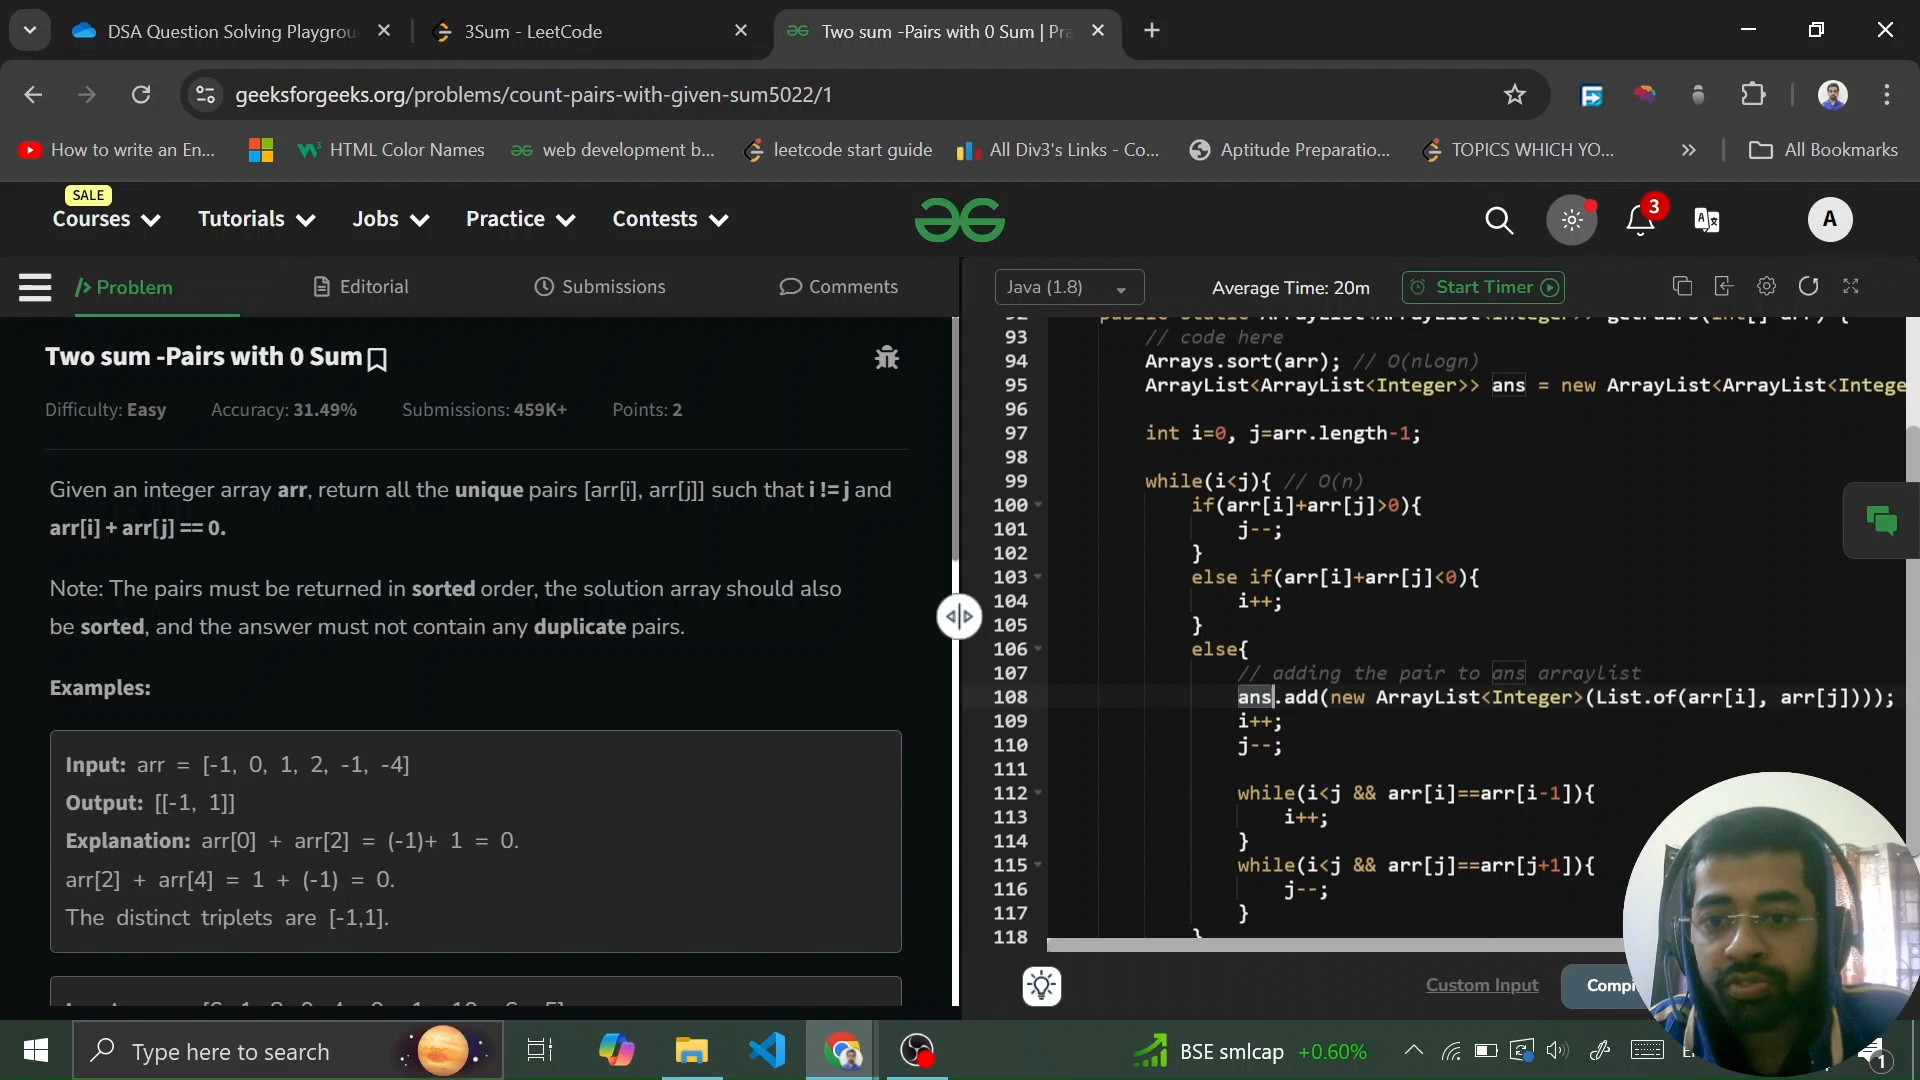 DSA Question Solving Playgrou
3Sum - LeetCode
Two sum -Pairs with 0 Sum | Pra
geeksforgeeks.org/problems/count-pairs-with-given-sum5022/1
How to write an En...
HTML Color Names
web development b...
leetcode start guide
All Div3's Links - Co...
Aptitude Preparatio...
TOPICS WHICH YO...
All Bookmarks
SALE
Courses
Tutorials
Jobs
Practice
Contests
3
A
Problem
Editorial
Submissions
Comments
Java (1.8)
Average Time: 20m
Start Timer
Two sum -Pairs with 0 Sum
Difficulty: Easy Accuracy: 31.49% Submissions: 459K+ Points: 2
Given an integer array arr, return all the unique pairs [arr[i], arr[j]] such that i != j and
arr[i] + arr[j] == 0.
Note: The pairs must be returned in sorted order, the solution array should also
be sorted, and the answer must not contain any duplicate pairs.
Examples:
Input: arr = [-1, 0, 1, 2, -1, -4]
Output: [[-1, 1]]
Explanation: arr[0] + arr[2] = (-1)+ 1 = 0.
arr[2] + arr[4] = 1 + (-1) = 0.
The distinct triplets are [-1,1].
93 // code here
94 Arrays.sort(arr); // O(nlogn)
95 ArrayList<ArrayList<Integer>> ans = new ArrayList<ArrayList<Intege
96
97 int i=0, j=arr.length-1;
98
99 while(i<j){ // O(n)
100 if(arr[i]+arr[j]>0){
101 j--;
102 }
103 else if(arr[i]+arr[j]<0){
104 i++;
105 }
106 else{
107 // adding the pair to ans arraylist
108 ans.add(new ArrayList<Integer>(List.of(arr[i], arr[j])));
109 i++;
110 j--;
111
112 while(i<j && arr[i]==arr[i-1]){
113 i++;
114 }
115 while(i<j && arr[j]==arr[j+1]){
116 j--;
117 }
118
Custom Input
Compi
Type here to search
BSE smlcap +0.60%
1